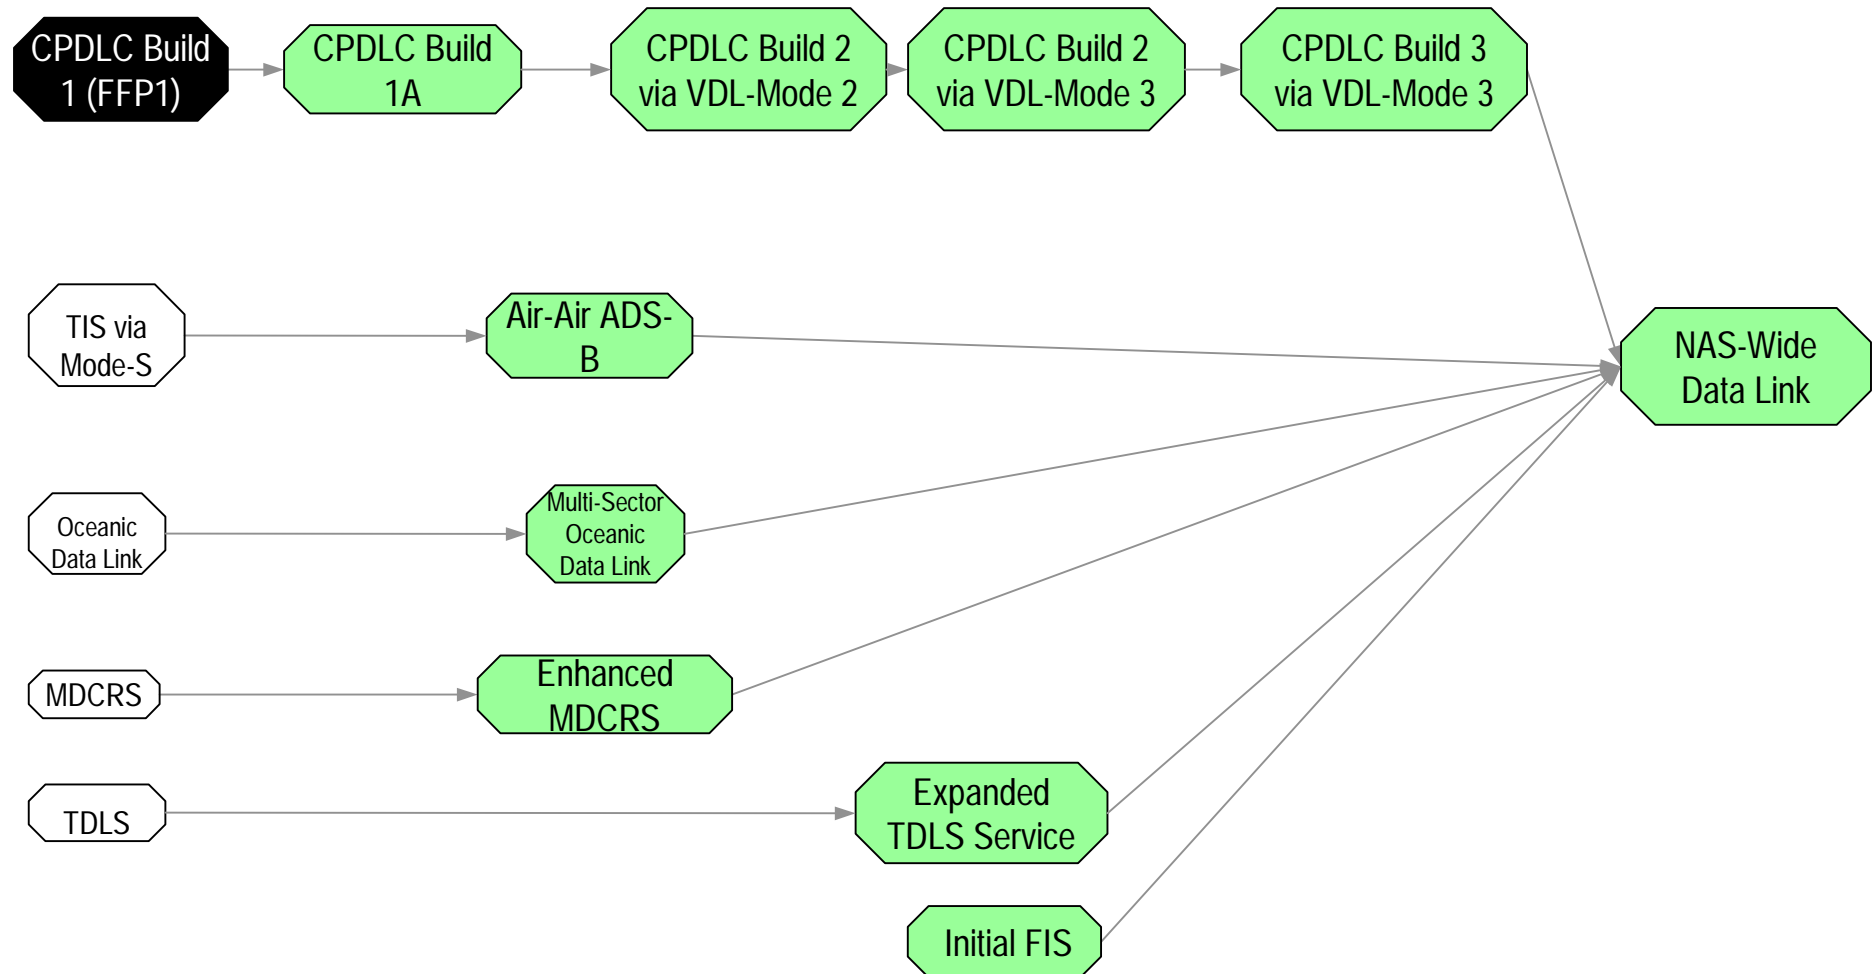 CPDLC Build
1 (FFP1)
CPDLC Build
1A
CPDLC Build 2
via VDL-Mode 2
CPDLC Build 2
via VDL-Mode 3
CPDLC Build 3
via VDL-Mode 3
TIS via
Mode-S
Air-Air ADS-
B
NAS-Wide
Data Link
Oceanic
Data Link
Multi-Sector
Oceanic
Data Link
MDCRS
Enhanced
MDCRS
TDLS
Expanded
TDLS Service
Initial FIS